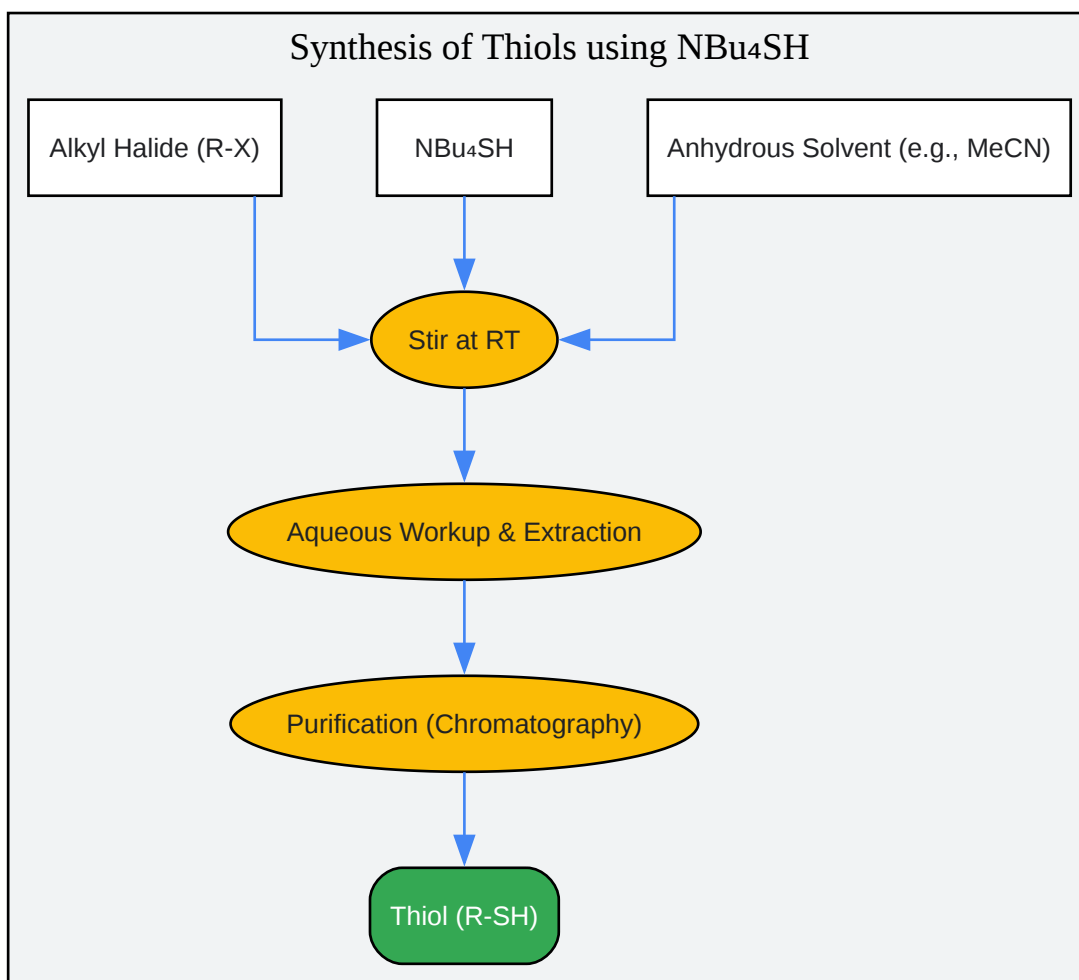 Synthesis of Thiols using NBu₄SH
Alkyl Halide (R-X)
NBu₄SH
Anhydrous Solvent (e.g., MeCN)
Stir at RT
Aqueous Workup & Extraction
Purification (Chromatography)
Thiol (R-SH)